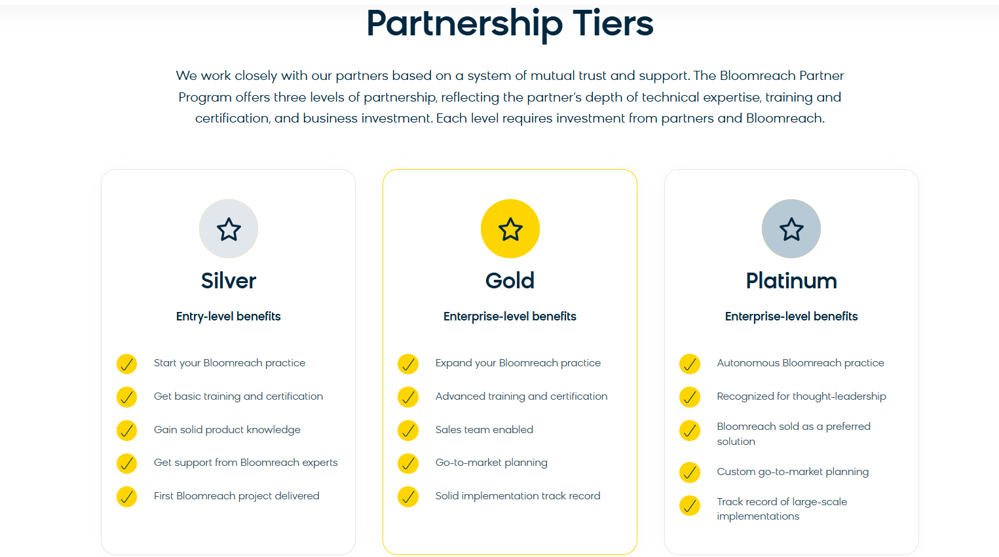 Partnership Tiers
We work closely with our partners based on a system of mutual trust and support. The Bloomreach Partner
Program offers three levels of partnership, reflecting the partner’s depth of technical expertise, training and
certification, and business investment. Each level requires investment from partners and Bloomreach.
Silver
Entry-level benefits
Start your Bloomreach practice
Get basic training and certification
Gain solid product knowledge
Get support from Bloomreach experts
First Bloomreach project delivered
Gold
Enterprise-level benefits
Expand your Bloomreach practice
Advanced training and certification
Sales team enabled
Go-to-market planning
Solid implementation track record
Platinum
Enterprise-level benefits
Autonomous Bloomreach practice
Recognized for thought-leadership
Bloomreach sold as a preferred
solution
Custom go-to-market planning
Track record of large-scale
implementations